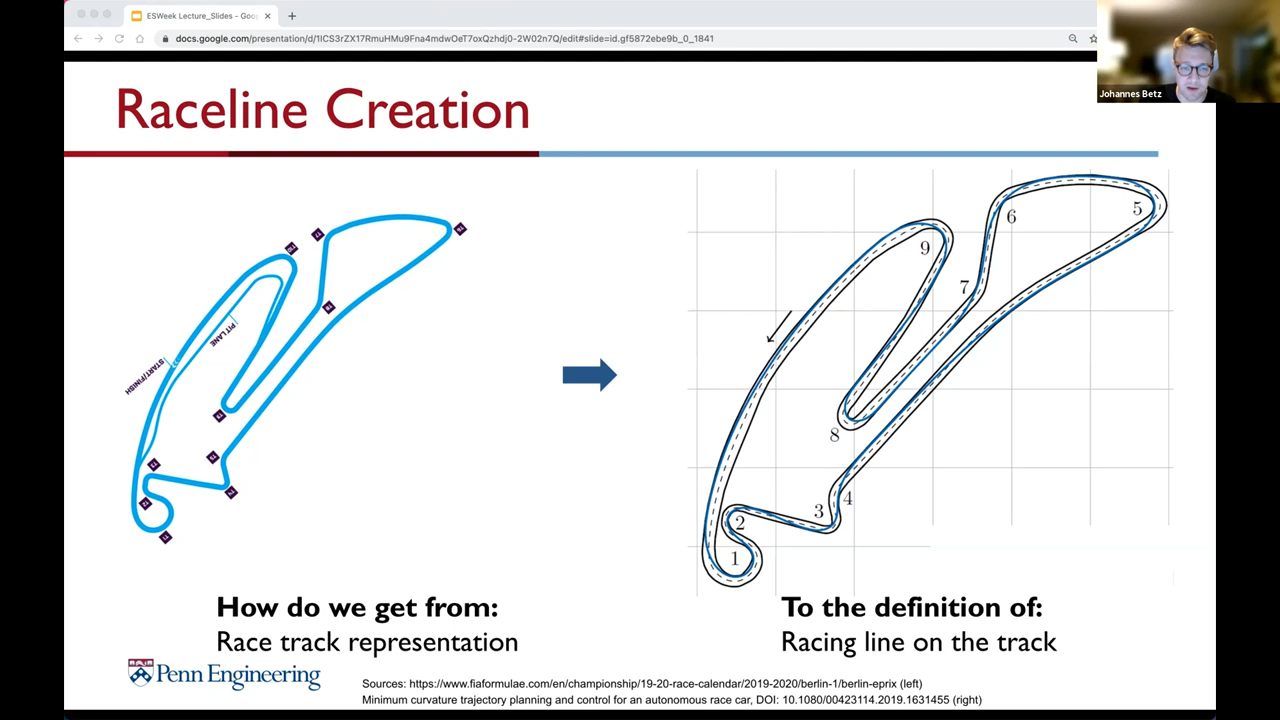 ESWeek Lecture_Slides - Goo
docs.google.com/presentation/d/1ICS3rZX17RmuHMu9Fna4mdwOeT7oxQzhdj0-2W02n7Q/edit#slide=id.gf5872ebe9b_0_1841
Johannes Betz
Raceline Creation
PIT LANE
START/FINISH
5
6
9
7
8
4
3
2
1
How do we get from:
Race track representation
To the definition of:
Racing line on the track
Penn Engineering
Sources: https://www.fiaformulae.com/en/championship/19-20-race-calendar/2019-2020/berlin-1/berlin-eprix (left)
Minimum curvature trajectory planning and control for an autonomous race car, DOI: 10.1080/00423114.2019.1631455 (right)